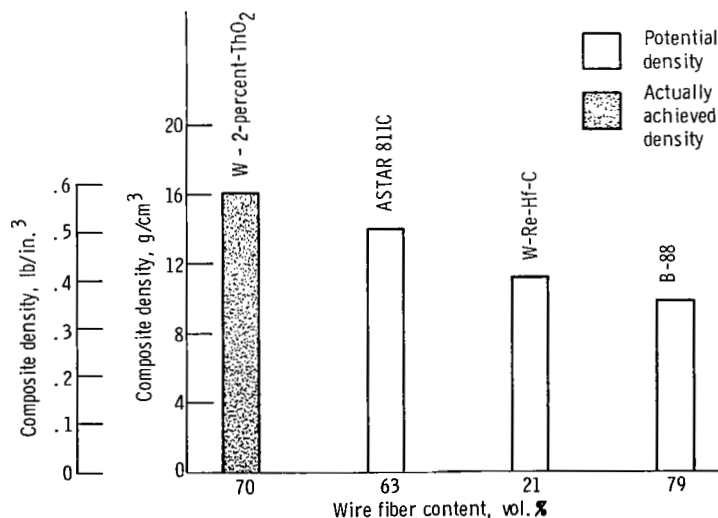 Potential
density
Actually
achieved
density
Composite density, lb/in.³
.6
.5
.4
.3
.2
.1
0
Composite density, g/cm³
20
16
12
8
4
0
W - 2-percent-ThO₂
ASTAR 811C
W-Re-Hf-C
B-88
70
63
21
79
Wire fiber content, vol. %